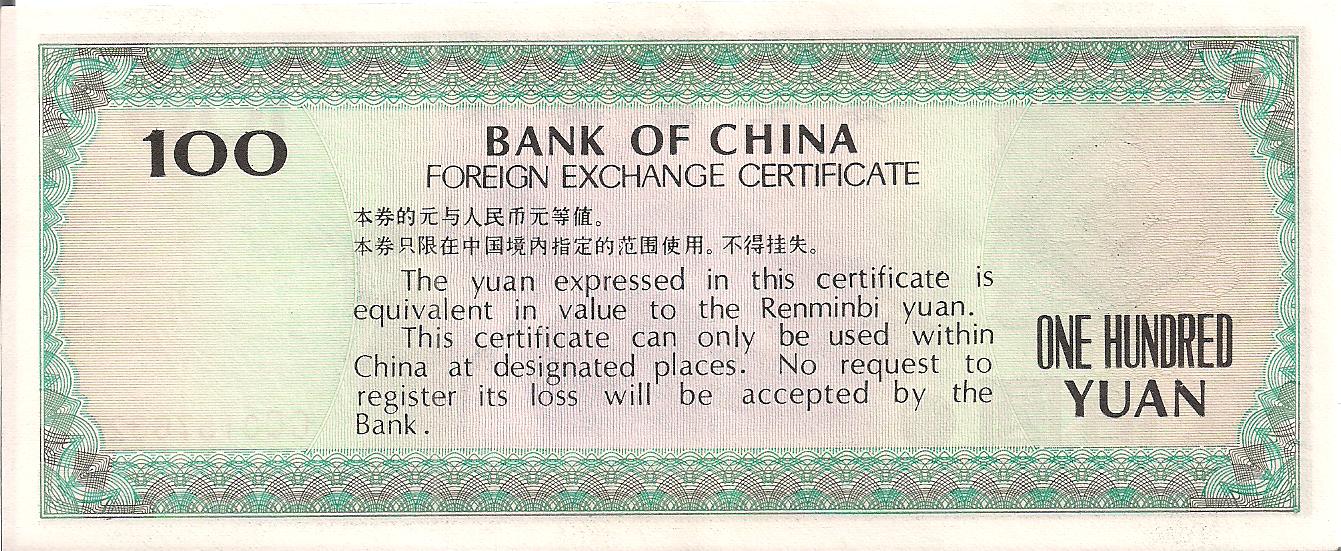 100
BANK OF CHINA
FOREIGN EXCHANGE CERTIFICATE
本券的元与人民币元等值。
本券只限在中国境内指定的范围使用。不得挂失。
The yuan expressed in this certificate is
equivalent in value to the Renminbi yuan.
This certificate can only be used within
China at designated places. No request to
register its loss will be accepted by the
Bank.
ONE HUNDRED
YUAN